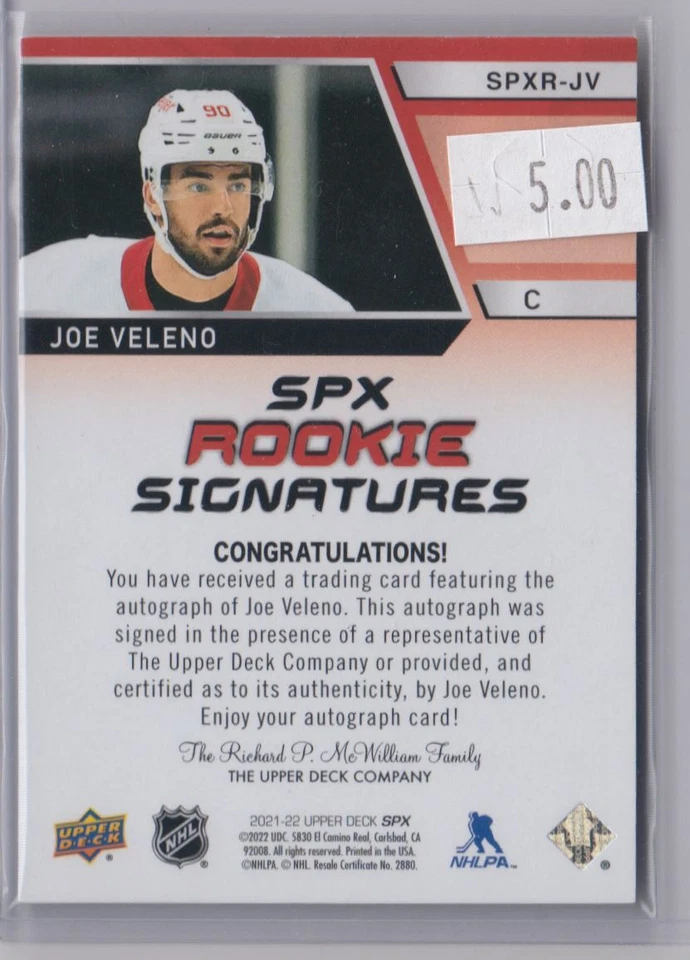 SPXR-JV
90
BAUER
5.00
C
JOE VELENO
SPX
ROOKIE
SIGNATURES
CONGRATULATIONS!
You have received a trading card featuring the
autograph of Joe Veleno. This autograph was
signed in the presence of a representative of
The Upper Deck Company or provided, and
certified as to its authenticity, by Joe Veleno.
Enjoy your autograph card!
The Richard P. McWilliam Family
THE UPPER DECK COMPANY
UPPER
D·E·C·K
®
NHL
®
2021-22 UPPER DECK SPX
©2022 UDC. 5830 El Camino Real, Carlsbad, CA
92008. All rights reserved. Printed in the USA.
©NHLPA. © NHL. Resale Certificate No. 2880.
NHLPA™
®